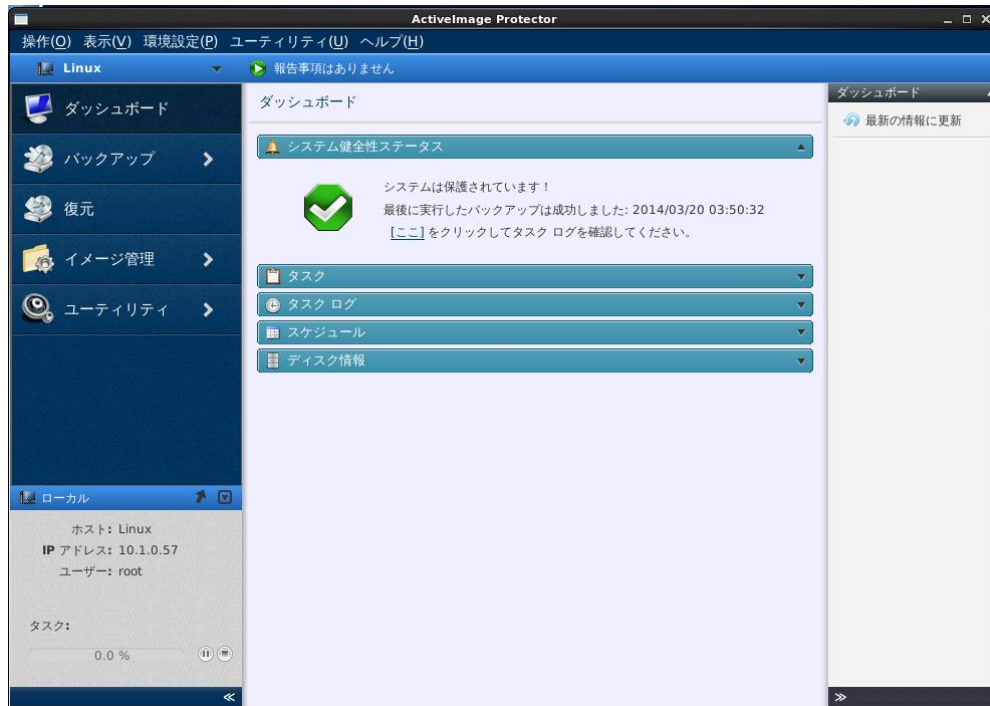 ActiveImage Protector
操作(O) 表示(V) 環境設定(P) ユーティリティ(U) ヘルプ(H)
Linux
報告事項はありません
ダッシュボード
バックアップ
復元
イメージ管理
ユーティリティ
ダッシュボード
システム健全性ステータス
システムは保護されています！
最後に実行したバックアップは成功しました: 2014/03/20 03:50:32
[ここ] をクリックしてタスク ログを確認してください。
タスク
タスク ログ
スケジュール
ディスク情報
ダッシュボード
最新の情報に更新
ローカル
ホスト: Linux
IP アドレス: 10.1.0.57
ユーザー: root
タスク:
0.0 %